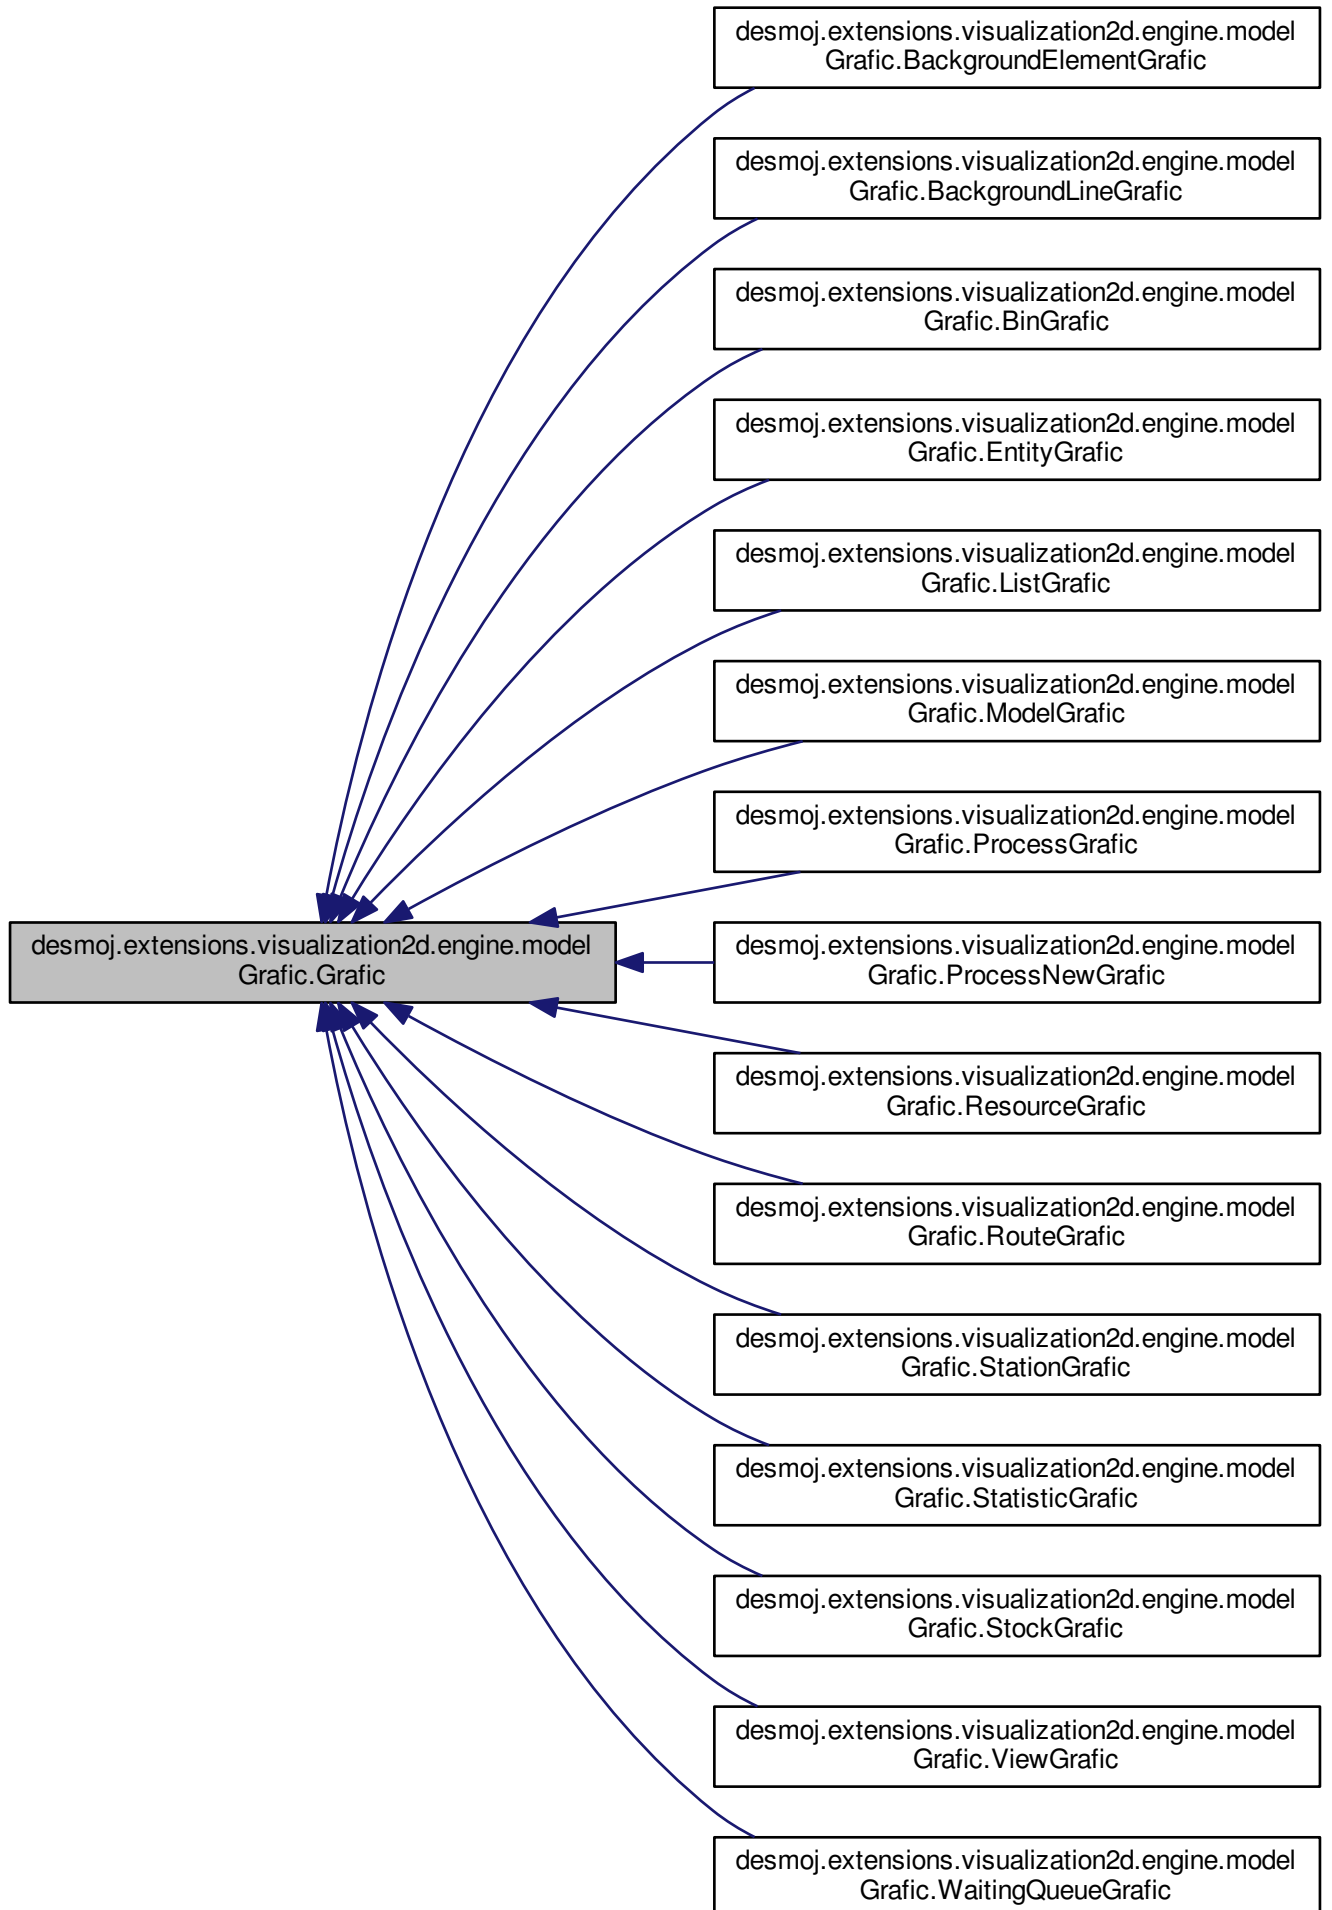 desmoj.extensions.visualization2d.engine.model
Grafic.BackgroundElementGrafic
desmoj.extensions.visualization2d.engine.model
Grafic.BackgroundLineGrafic
desmoj.extensions.visualization2d.engine.model
Grafic.BinGrafic
desmoj.extensions.visualization2d.engine.model
Grafic.EntityGrafic
desmoj.extensions.visualization2d.engine.model
Grafic.ListGrafic
desmoj.extensions.visualization2d.engine.model
Grafic.ModelGrafic
desmoj.extensions.visualization2d.engine.model
Grafic.ProcessGrafic
desmoj.extensions.visualization2d.engine.model
Grafic.Grafic
desmoj.extensions.visualization2d.engine.model
Grafic.ProcessNewGrafic
desmoj.extensions.visualization2d.engine.model
Grafic.ResourceGrafic
desmoj.extensions.visualization2d.engine.model
Grafic.RouteGrafic
desmoj.extensions.visualization2d.engine.model
Grafic.StationGrafic
desmoj.extensions.visualization2d.engine.model
Grafic.StatisticGrafic
desmoj.extensions.visualization2d.engine.model
Grafic.StockGrafic
desmoj.extensions.visualization2d.engine.model
Grafic.ViewGrafic
desmoj.extensions.visualization2d.engine.model
Grafic.WaitingQueueGrafic